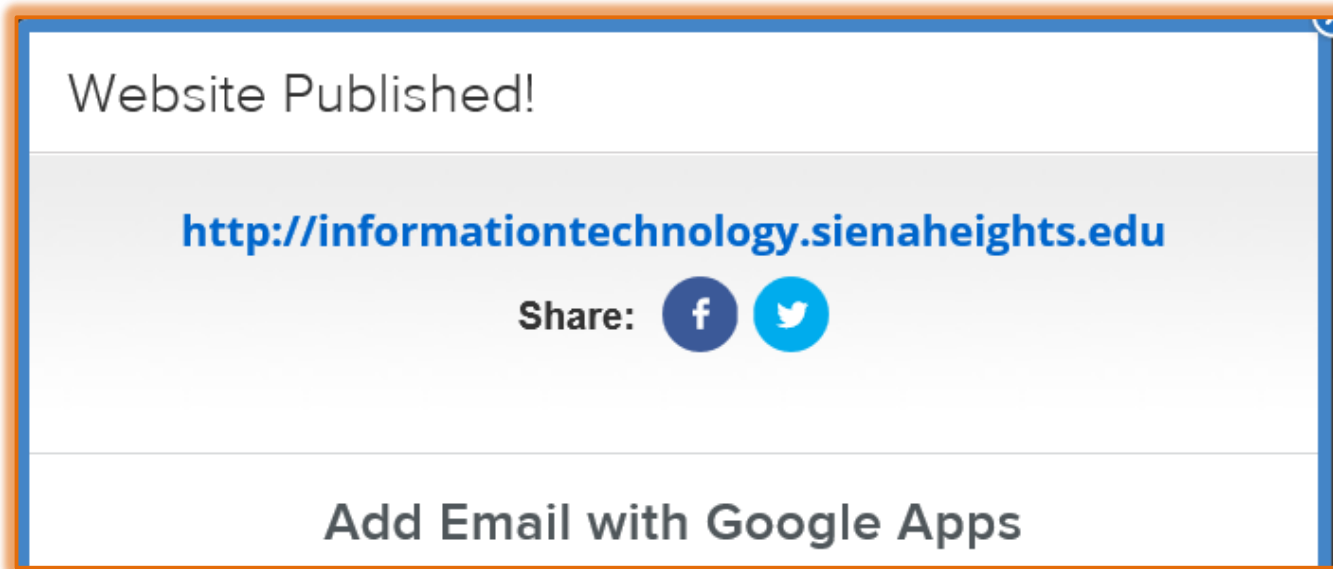 Website Published!
http://informationtechnology.sienaheights.edu
Share:
Add Email with Google Apps